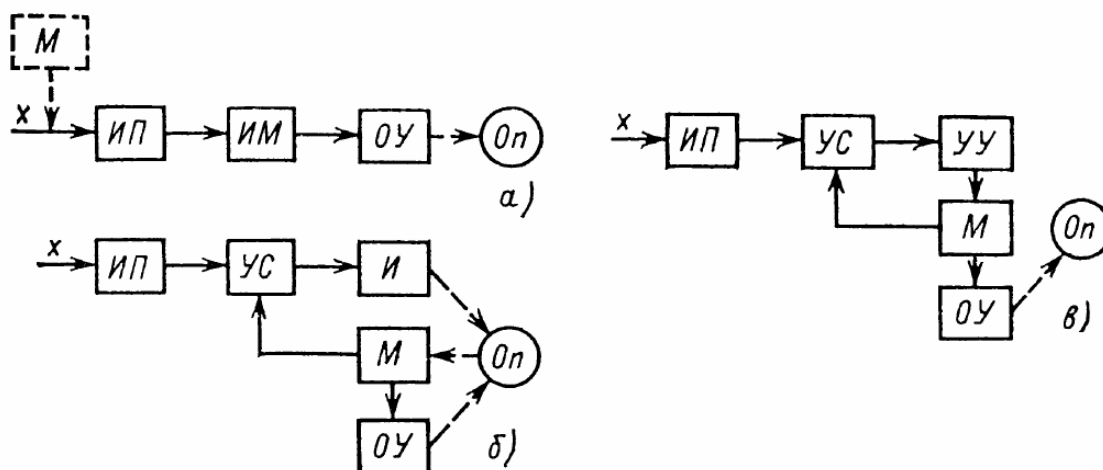 М
x ИП ИМ ОУ Оп
а)
x ИП УС УУ
М Оп
ОУ
в)
x ИП УС И
М Оп
ОУ
б)